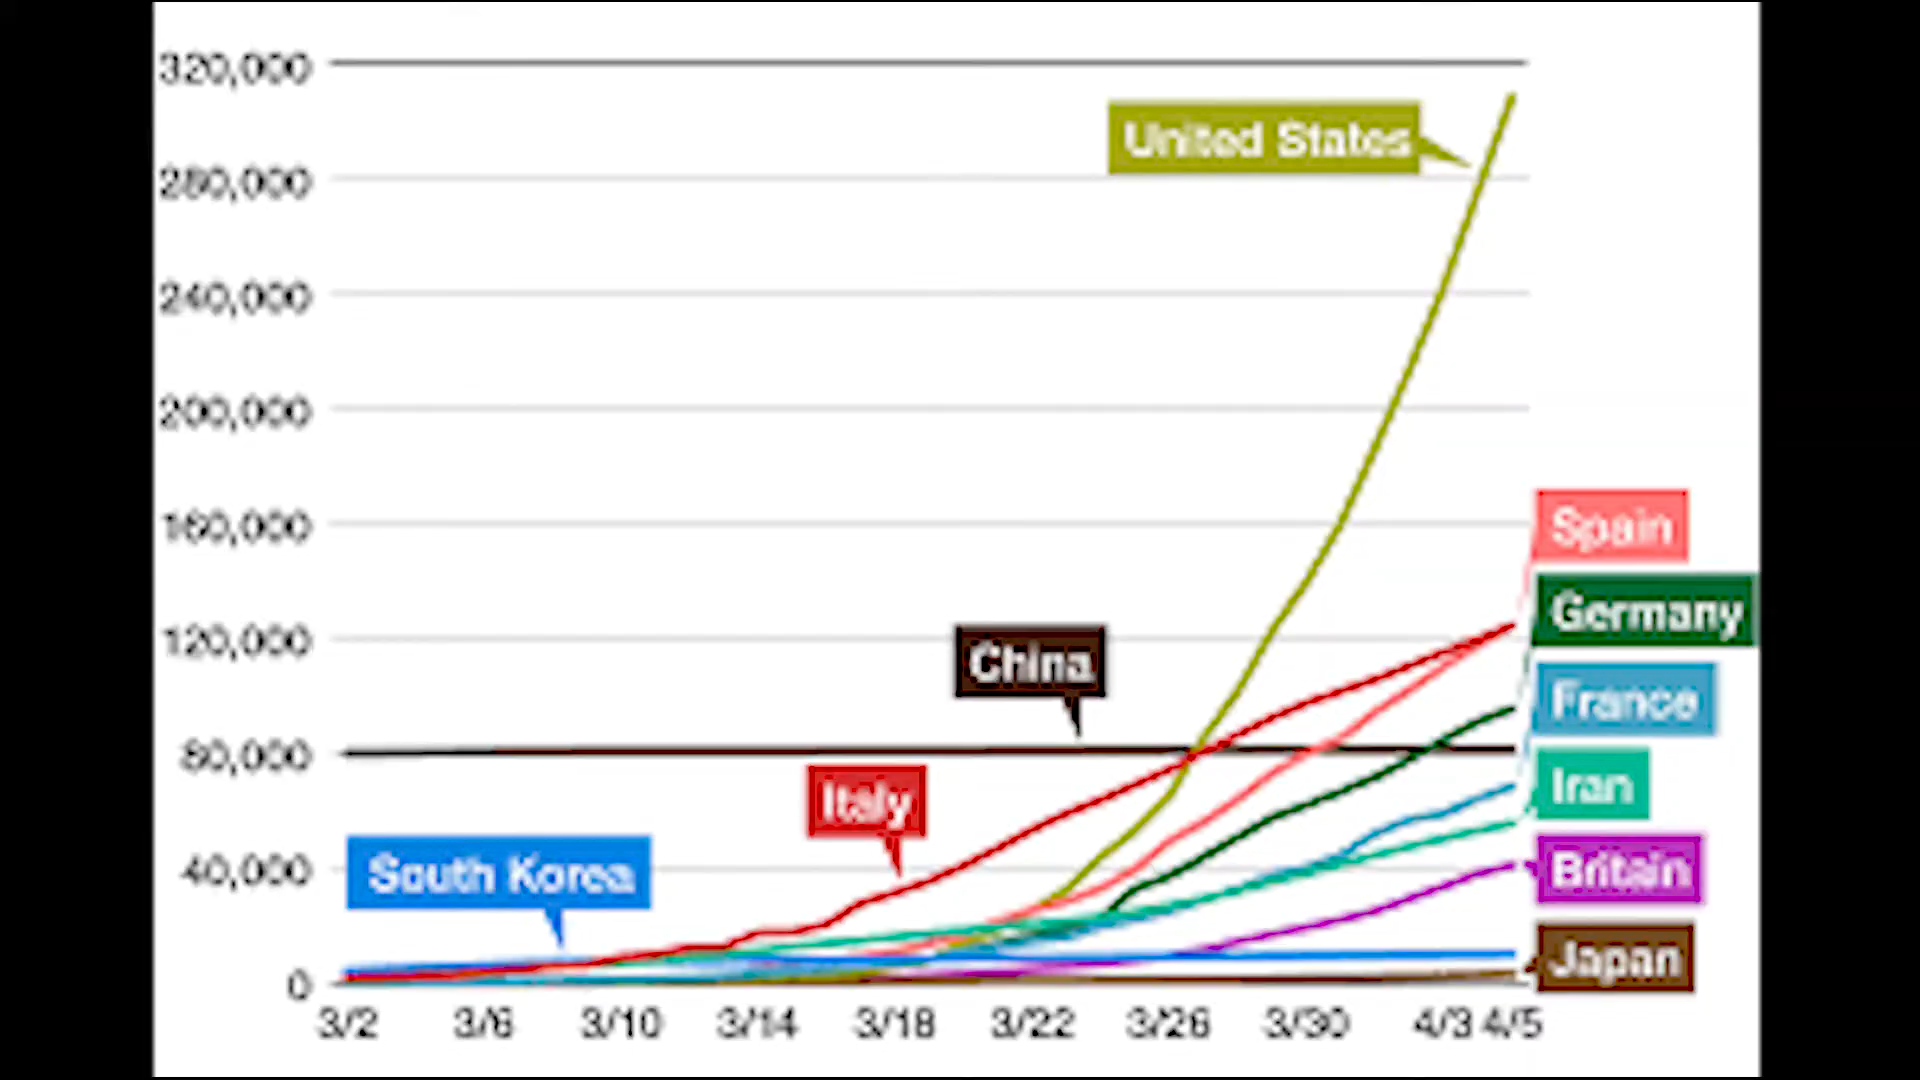 320,000
United States
280,000
240,000
200,000
160,000
Spain
Germany
120,000
China
France
80,000
Italy
Iran
South Korea
40,000
Britain
Japan
0
3/2 3/6 3/10 3/14 3/18 3/22 3/26 3/30 4/3 4/5